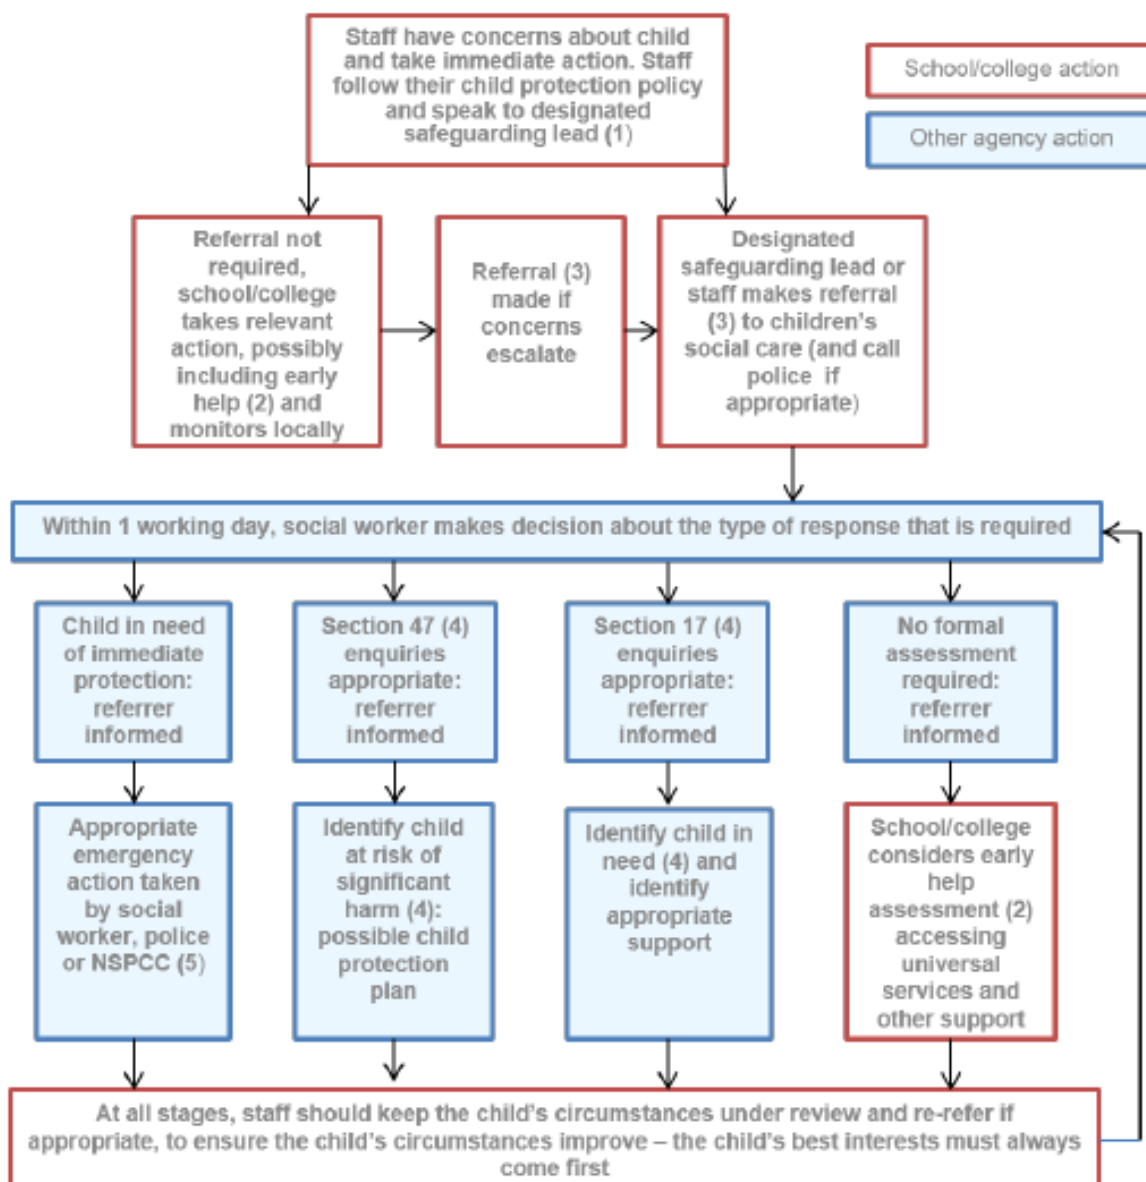 Staff have concerns about child
and take immediate action. Staff
follow their child protection policy
and speak to designated
safeguarding lead (1)
School/college action
Other agency action
Referral not
required,
school/college
takes relevant
action, possibly
including early
help (2) and
monitors locally
Referral (3)
made if
concerns
escalate
Designated
safeguarding lead or
staff makes referral
(3) to children's
social care (and call
police if
appropriate)
Within 1 working day, social worker makes decision about the type of response that is required
Child in need
of immediate
protection:
referrer
informed
Section 47 (4)
enquiries
appropriate:
referrer
informed
Section 17 (4)
enquiries
appropriate:
referrer
informed
No formal
assessment
required:
referrer
informed
Appropriate
emergency
action taken
by social
worker, police
or NSPCC (5)
Identify child
at risk of
significant
harm (4):
possible child
protection
plan
Identify child in
need (4) and
identify
appropriate
support
School/college
considers early
help
assessment (2)
accessing
universal
services and
other support
At all stages, staff should keep the child's circumstances under review and re-refer if
appropriate, to ensure the child's circumstances improve – the child's best interests must always
come first